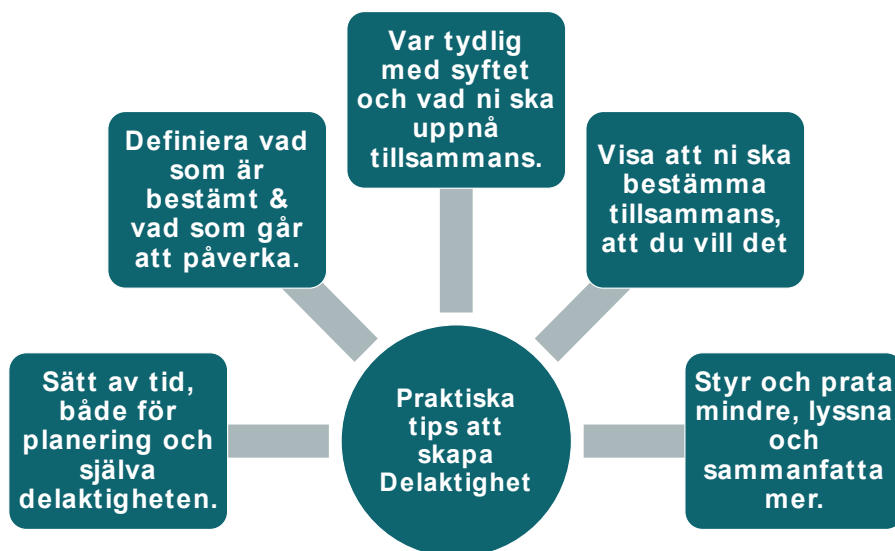 Var tydlig
med syftet
och vad ni ska
uppnå
tillsammans.
Definiera vad
som är
bestämt &
vad som går
att påverka.
Visa att ni ska
bestämma
tillsammans,
att du vill det
Sätt av tid,
både för
planering och
själva
delaktigheten.
Praktiska
tips att
skapa
Delaktighet
Styr och prata
mindre, lyssna
och
sammanfatta
mer.